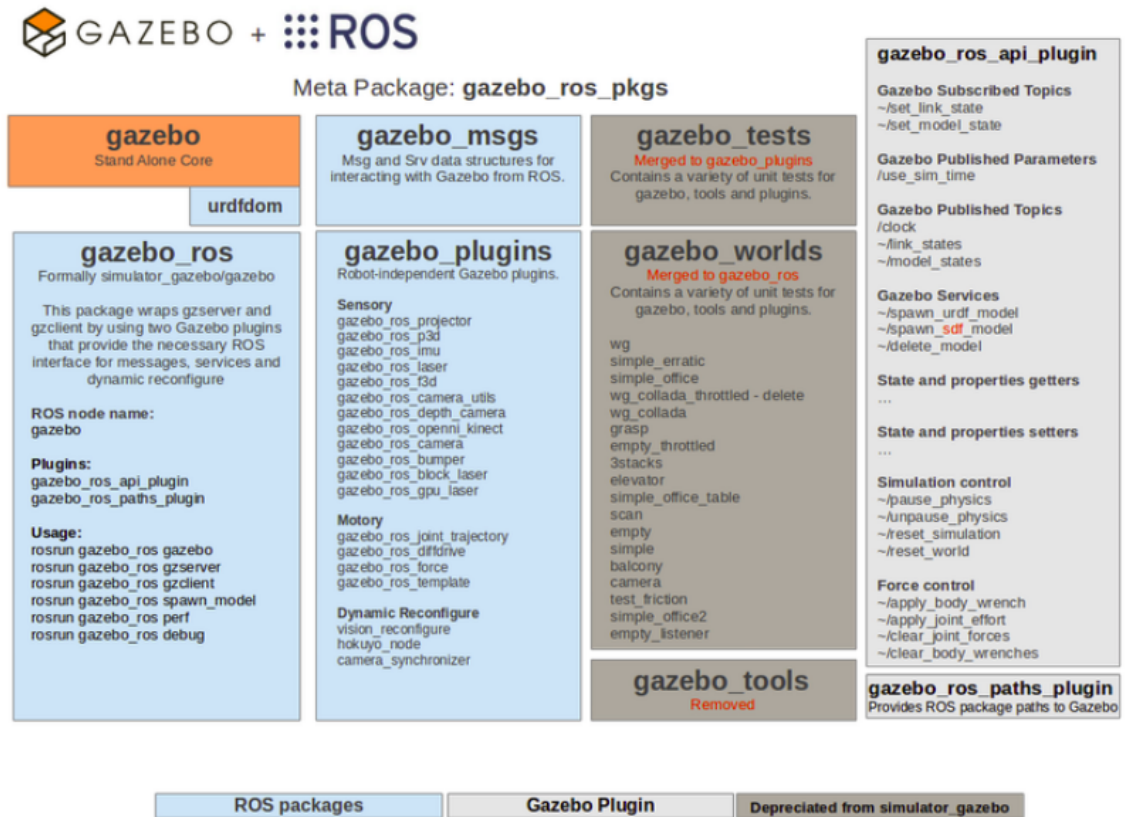 GAZEBO + ROS
Meta Package: gazebo_ros_pkgs
gazebo
Stand Alone Core
urdfdom
gazebo_ros
Formally simulator_gazebo/gazebo
This package wraps gzserver and
gzclient by using two Gazebo plugins
that provide the necessary ROS
interface for messages, services and
dynamic reconfigure
ROS node name:
gazebo
Plugins:
gazebo_ros_api_plugin
gazebo_ros_paths_plugin
Usage:
rosrun gazebo_ros gazebo
rosrun gazebo_ros gzserver
rosrun gazebo_ros gzclient
rosrun gazebo_ros spawn_model
rosrun gazebo_ros perf
rosrun gazebo_ros debug
gazebo_msgs
Msg and Srv data structures for
interacting with Gazebo from ROS.
gazebo_plugins
Robot-independent Gazebo plugins.
Sensory
gazebo_ros_projector
gazebo_ros_p3d
gazebo_ros_imu
gazebo_ros_laser
gazebo_ros_f3d
gazebo_ros_camera_utils
gazebo_ros_depth_camera
gazebo_ros_openni_kinect
gazebo_ros_camera
gazebo_ros_bumper
gazebo_ros_block_laser
gazebo_ros_gpu_laser
Motory
gazebo_ros_joint_trajectory
gazebo_ros_diffdrive
gazebo_ros_force
gazebo_ros_template
Dynamic Reconfigure
vision_reconfigure
hokuyo_node
camera_synchronizer
gazebo_tests
Merged to gazebo_plugins
Contains a variety of unit tests for
gazebo, tools and plugins.
gazebo_worlds
Merged to gazebo_ros
Contains a variety of unit tests for
gazebo, tools and plugins.
wg
simple_erratic
simple_office
wg_collada_throttled - delete
wg_collada
grasp
empty_throttled
3stacks
elevator
simple_office_table
scan
empty
simple
balcony
camera
test_friction
simple_office2
empty_listener
gazebo_tools
Removed
gazebo_ros_api_plugin
Gazebo Subscribed Topics
~/set_link_state
~/set_model_state
Gazebo Published Parameters
/use_sim_time
Gazebo Published Topics
/clock
~/link_states
~/model_states
Gazebo Services
~/spawn_urdf_model
~/spawn_sdf_model
~/delete_model
State and properties getters
...
State and properties setters
...
Simulation control
~/pause_physics
~/unpause_physics
~/reset_simulation
~/reset_world
Force control
~/apply_body_wrench
~/apply_joint_effort
~/clear_joint_forces
~/clear_body_wrenches
gazebo_ros_paths_plugin
Provides ROS package paths to Gazebo
ROS packages
Gazebo Plugin
Depreciated from simulator_gazebo